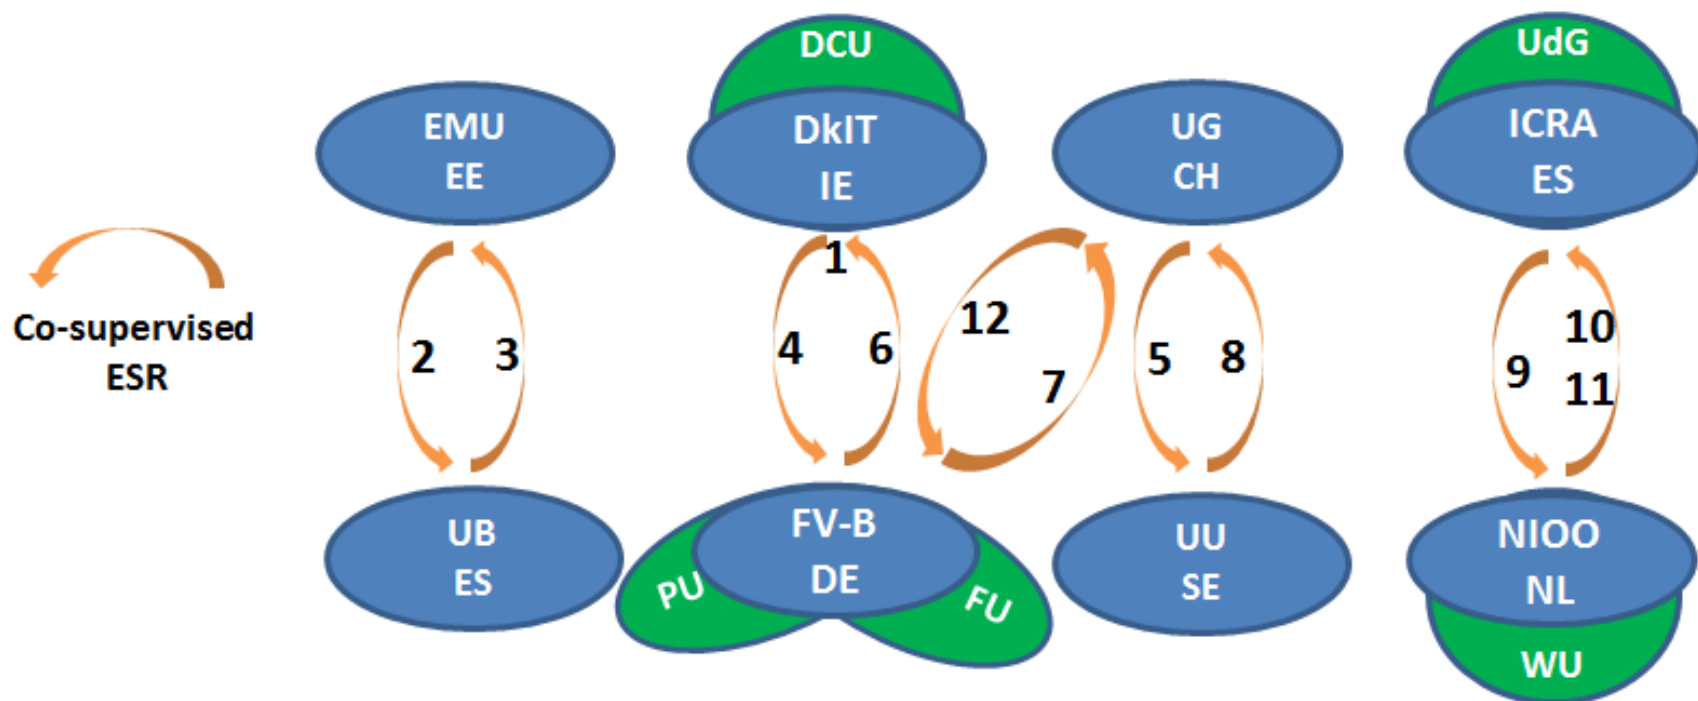 DCU
UdG
EMU
EE
DkIT
IE
UG
CH
ICRA
ES
Co-supervised
ESR
2
3
1
4
6
12
7
5
8
9
10
11
UB
ES
PU
FV-B
DE
FU
UU
SE
NIOO
NL
WU